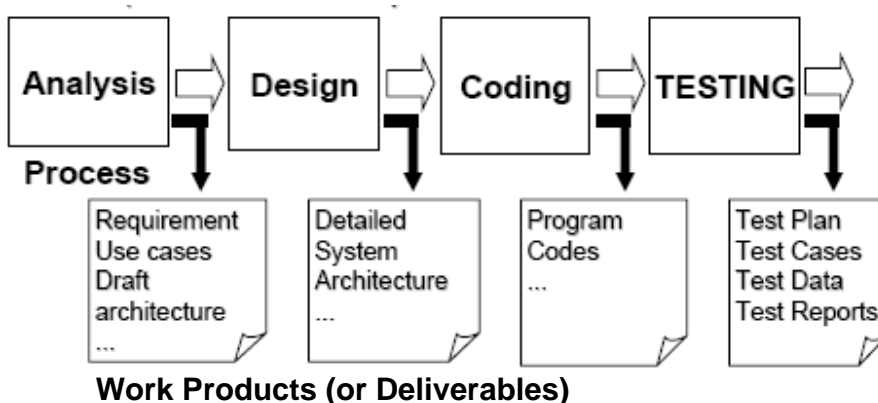 Analysis
Design
Coding
TESTING
Process
Requirement
Use cases
Draft
architecture
...
Detailed
System
Architecture
...
Program
Codes
...
Test Plan
Test Cases
Test Data
Test Reports
Work Products (or Deliverables)